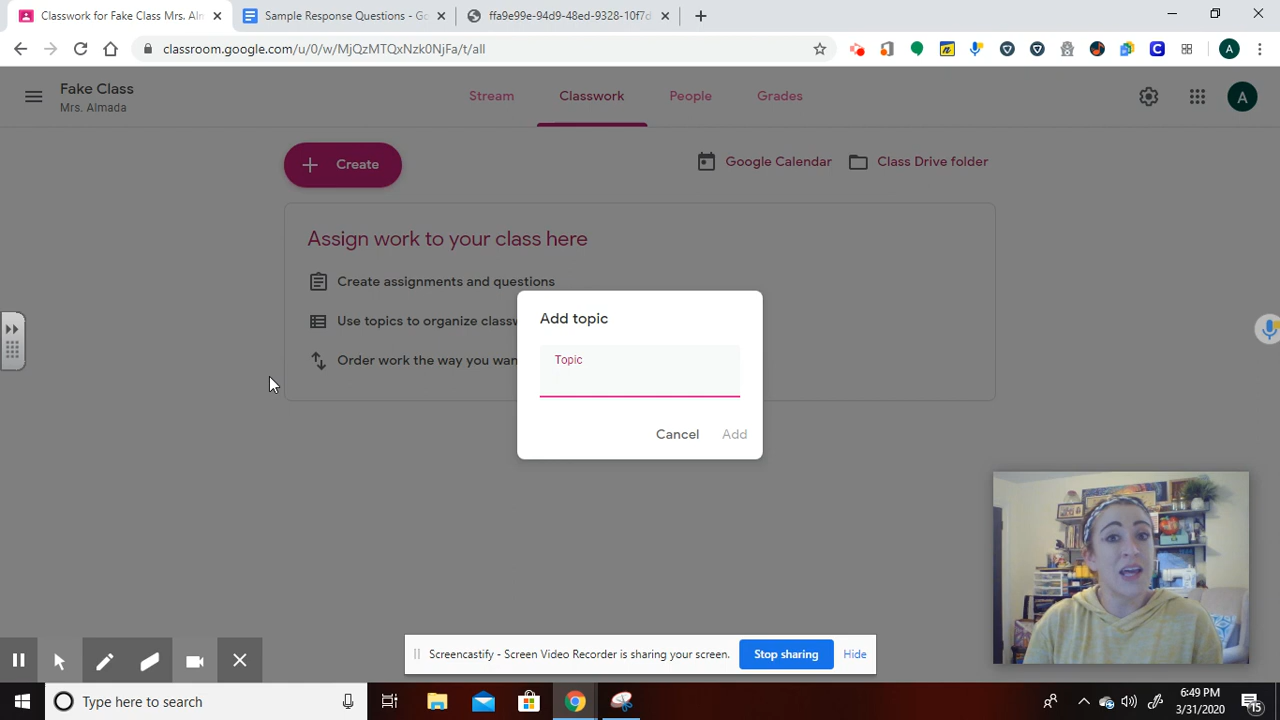 Classwork for Fake Class Mrs. Alm
Sample Response Questions - Go
ffa9e99e-94d9-48ed-9328-10f7d
classroom.google.com/u/0/w/MjQzMTQxNzk0NjFa/t/all
A
Fake Class
Mrs. Almada
Stream
Classwork
People
Grades
A
Create
Google Calendar
Class Drive folder
Assign work to your class here
Create assignments and questions
Use topics to organize classw
Order work the way you wan
Add topic
Topic
Cancel
Add
Screencastify - Screen Video Recorder is sharing your screen.
Stop sharing
Hide
Type here to search
6:49 PM
3/31/2020
15